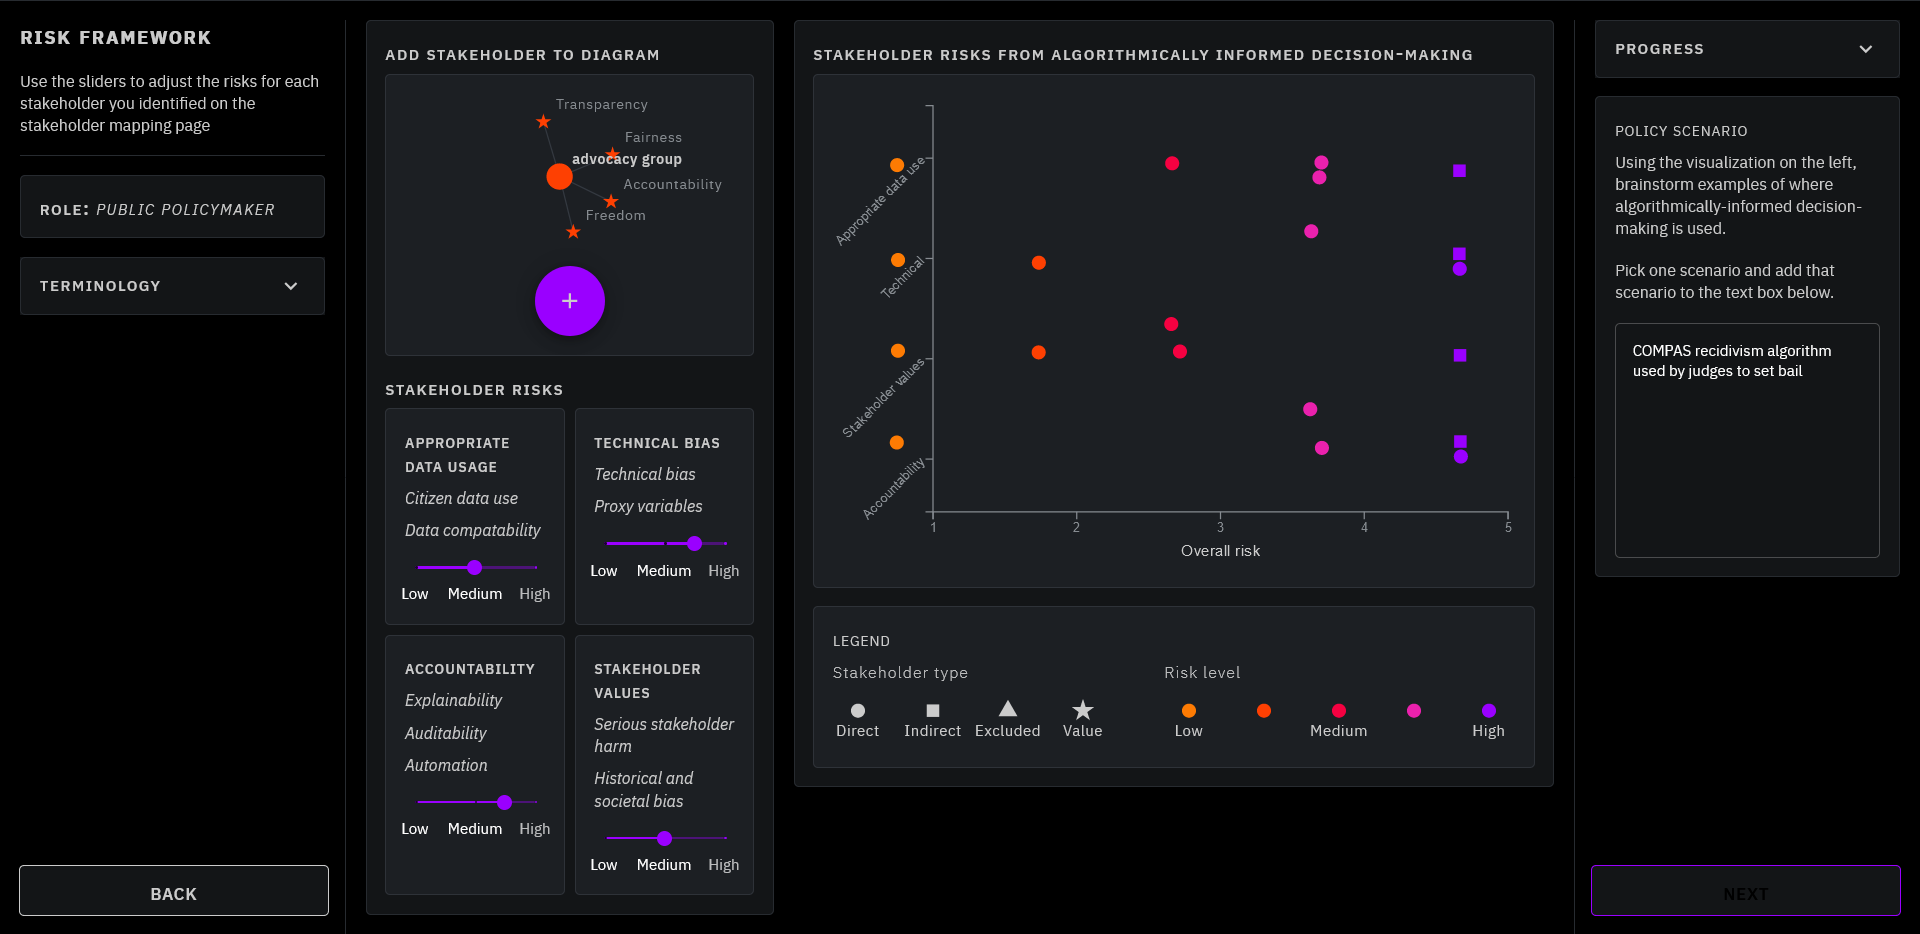 RISK FRAMEWORK
Use the sliders to adjust the risks for each
stakeholder you identified on the
stakeholder mapping page
ROLE: PUBLIC POLICYMAKER
TERMINOLOGY
BACK
ADD STAKEHOLDER TO DIAGRAM
Transparency
Fairness
advocacy group
Accountability
Freedom
+
STAKEHOLDER RISKS
APPROPRIATE
DATA USAGE
Citizen data use
Data compatability
Low Medium High
TECHNICAL BIAS
Technical bias
Proxy variables
Low Medium High
ACCOUNTABILITY
Explainability
Auditability
Automation
Low Medium High
STAKEHOLDER
VALUES
Serious stakeholder
harm
Historical and
societal bias
Low Medium High
STAKEHOLDER RISKS FROM ALGORITHMICALLY INFORMED DECISION-MAKING
Appropriate data use
Technical
Stakeholder values
Accountability
1 2 3 4 5
Overall risk
LEGEND
Stakeholder type
Direct Indirect Excluded Value
Risk level
Low Medium High
PROGRESS
POLICY SCENARIO
Using the visualization on the left,
brainstorm examples of where
algorithmically-informed decision-
making is used.
Pick one scenario and add that
scenario to the text box below.
COMPAS recidivism algorithm
used by judges to set bail
NEXT